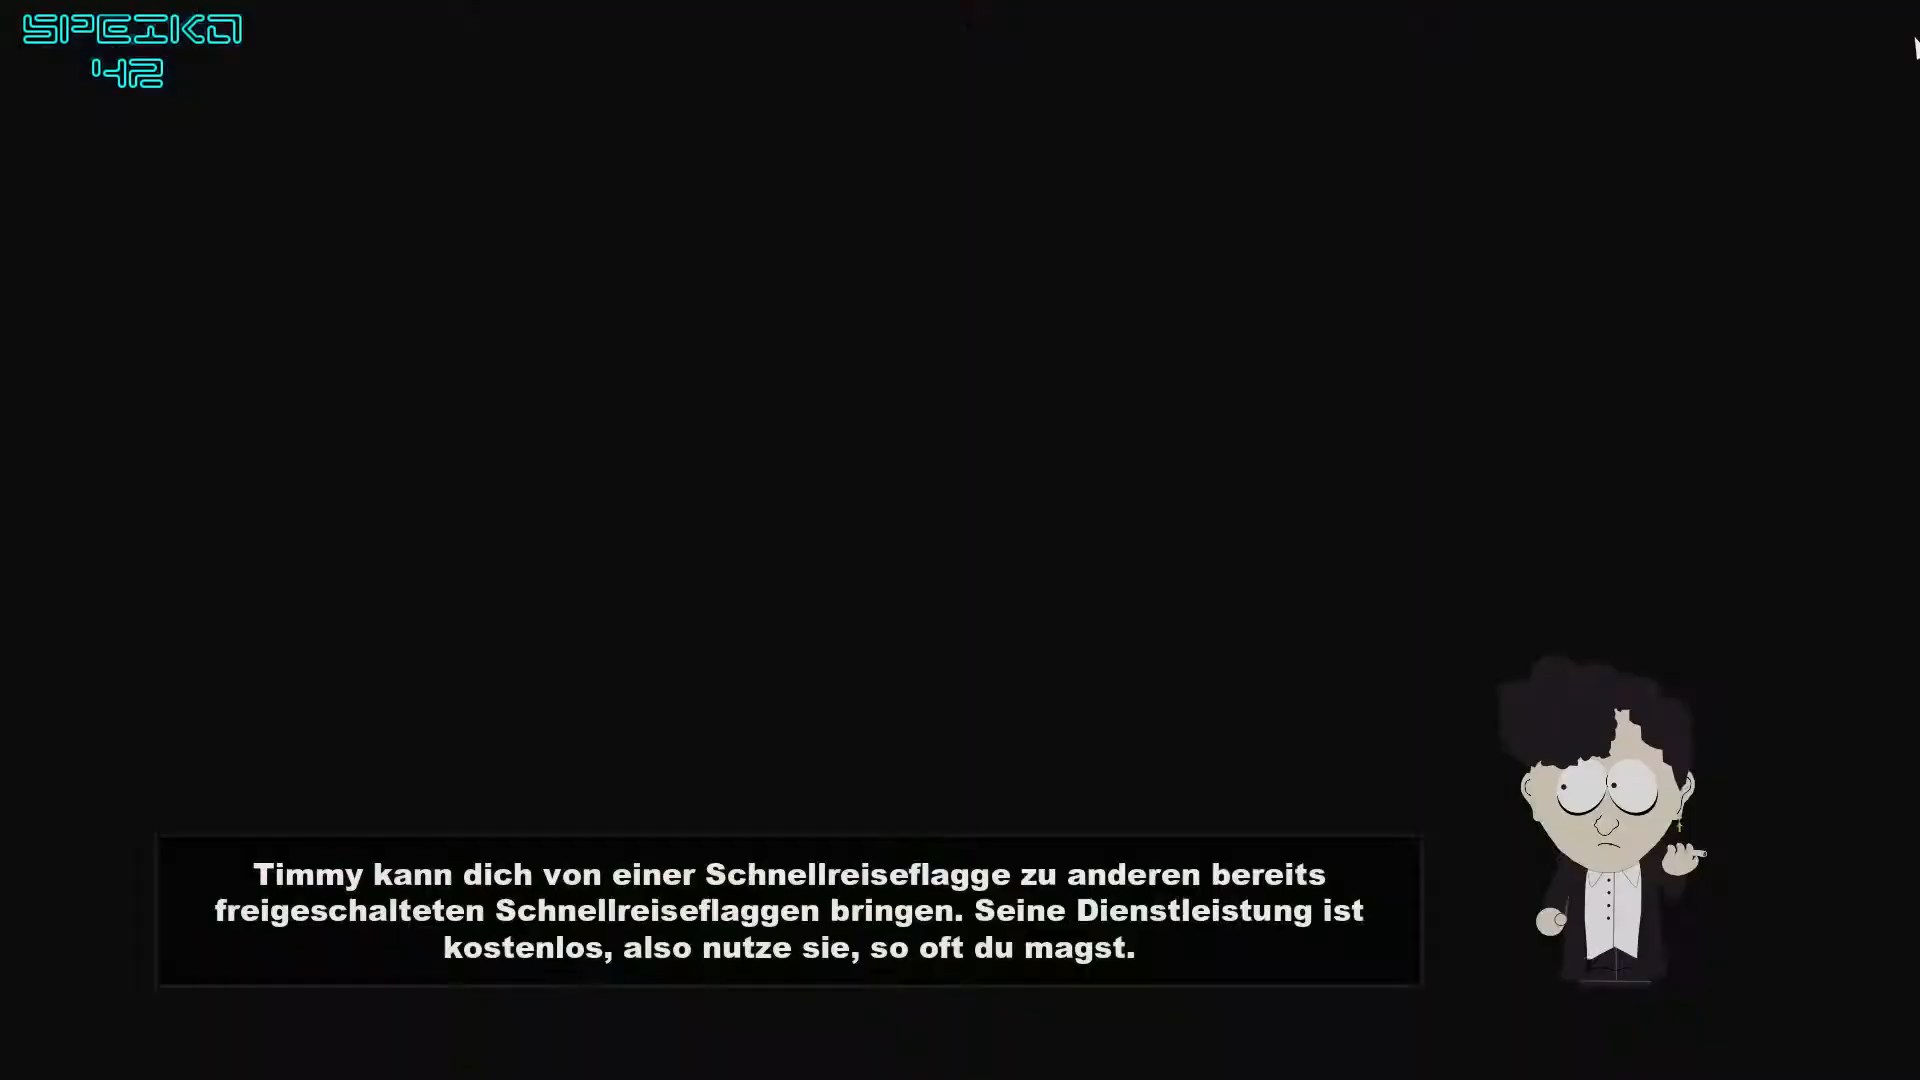 SPEIKO
42
Timmy kann dich von einer Schnellreiseflagge zu anderen bereits
freigeschalteten Schnellreiseflaggen bringen. Seine Dienstleistung ist
kostenlos, also nutze sie, so oft du magst.